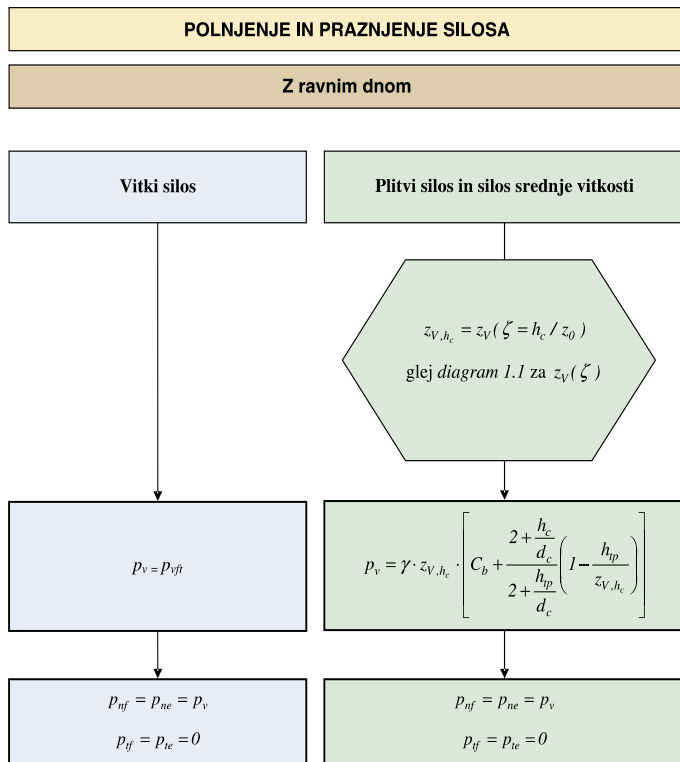 POLNJENJE IN PRAZNJENJE SILOSA
Z ravnim dnom
Vitki silos
p_v = p_vft
p_nf = p_ne = p_v
p_tf = p_te = 0
Plitvi silos in silos srednje vitkosti
z_{V,h_c} = z_V ( ζ = h_c / z_0 )
glej diagram 1.1 za z_V ( ζ )
p_v = γ · z_{V,h_c} · [ C_b + (2 + h_c/d_c)/(2 + h_tp/d_c) ( 1 − h_tp/z_{V,h_c} ) ]
p_nf = p_ne = p_v
p_tf = p_te = 0